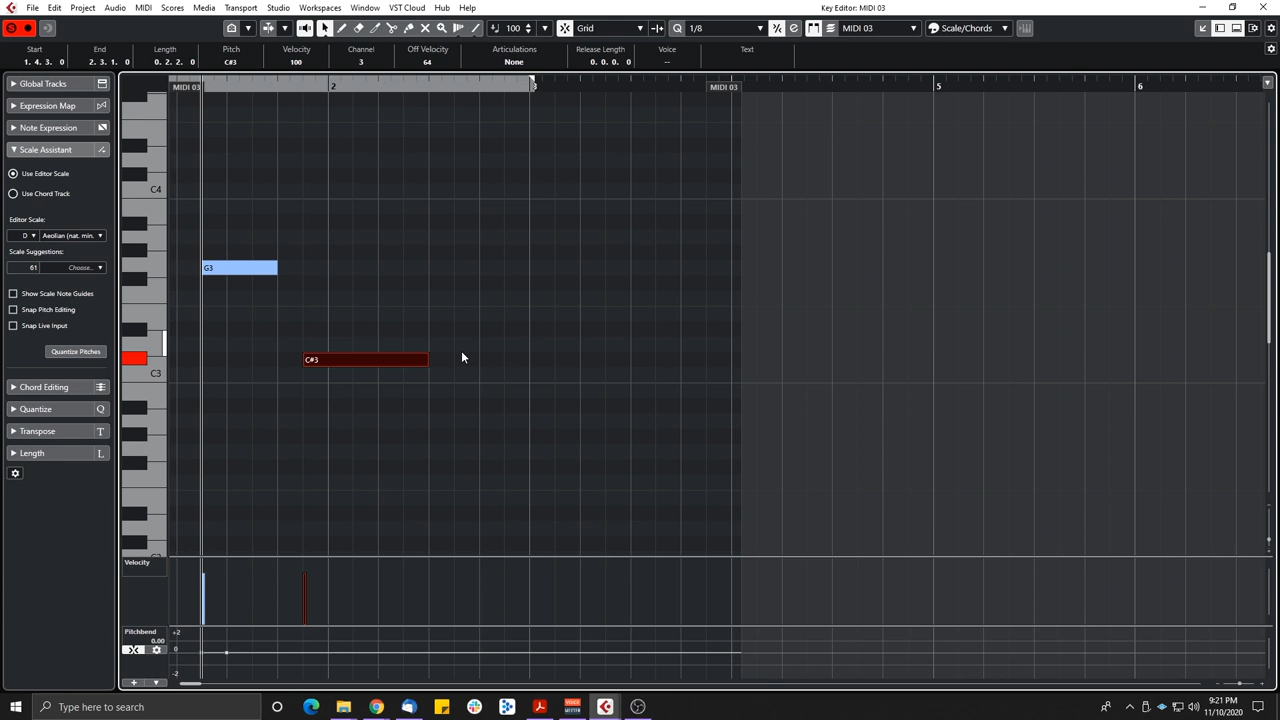 Key Editor: MIDI 03
File Edit Project Audio MIDI Scores Media Transport Studio Workspaces Window VST Cloud Hub Help
100 Grid 1/8 MIDI 03 Scale/Chords
Start End Length Pitch Velocity Channel Off Velocity Articulations Release Length Voice Text
1. 4. 3. 0 2. 3. 1. 0 0. 2. 2. 0 C#3 100 3 64 None 0. 0. 0. 0 --
Global Tracks
MIDI 03 2 3 MIDI 03 5 6
Expression Map
Note Expression
Scale Assistant
Use Editor Scale
Use Chord Track
C4
Editor Scale:
D Aeolian (nat. min.
Scale Suggestions:
61 Choose...
G3
Show Scale Note Guides
Snap Pitch Editing
Snap Live Input
Quantize Pitches
C#3
C3
Chord Editing
Quantize Q
Transpose T
Length L
Velocity
Pitchbend
0.00
+2
0
-2
Type here to search
9:21 PM
11/10/2020